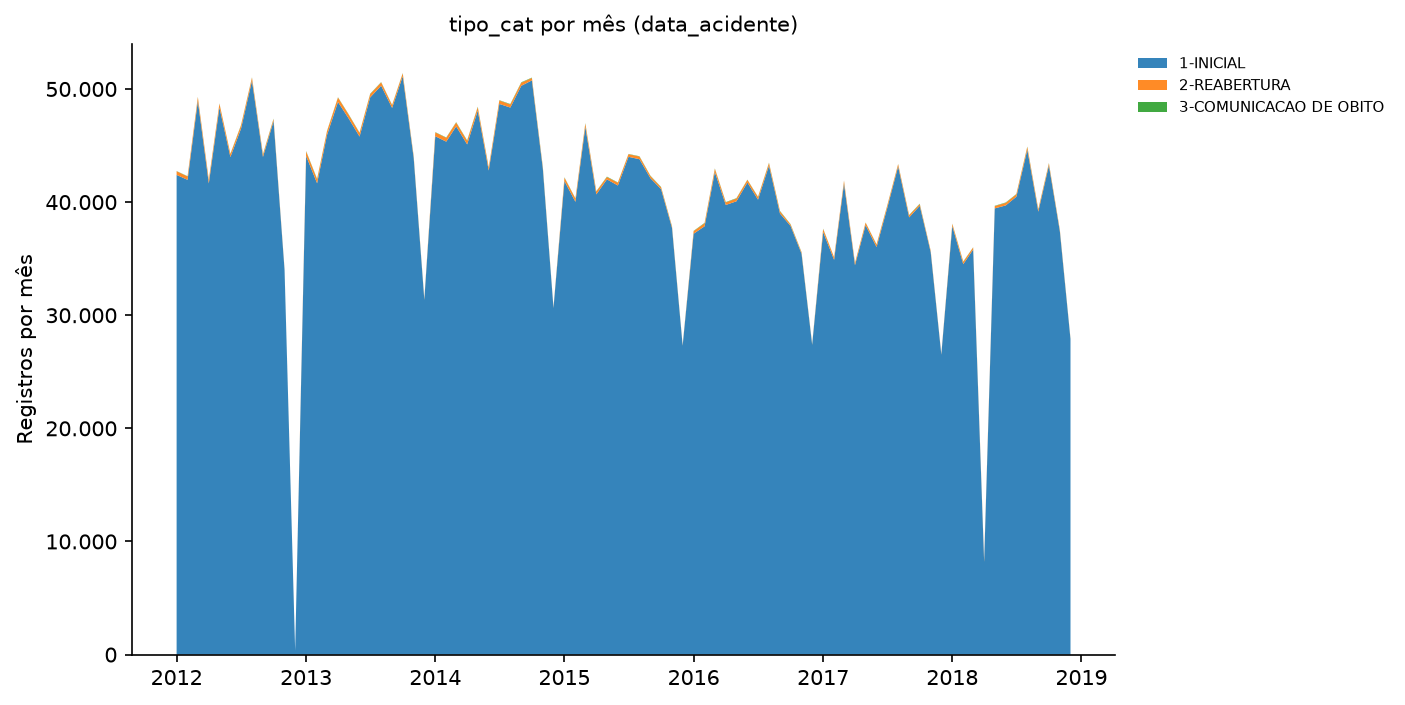 tipo_cat por mês (data_acidente)
1-INICIAL
2-REABERTURA
3-COMUNICACAO DE OBITO
Registros por mês
50.000
40.000
30.000
20.000
10.000
0
2012
2013
2014
2015
2016
2017
2018
2019